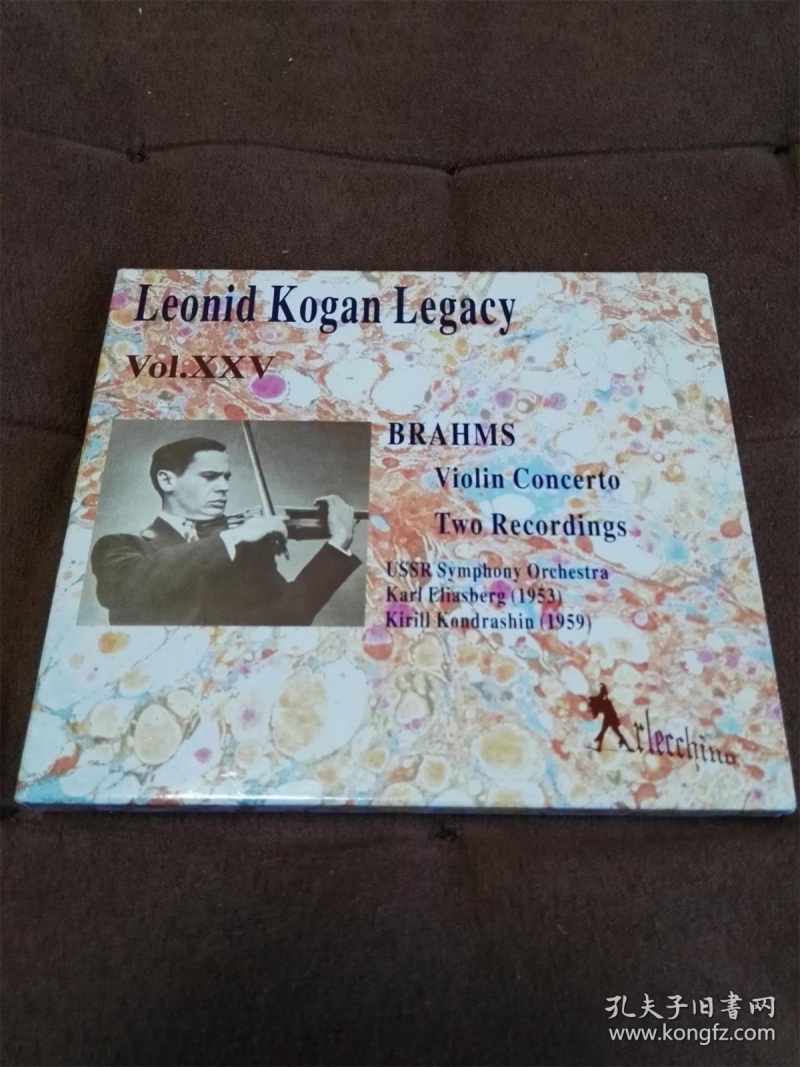 Leonid Kogan Legacy
Vol.XXV
BRAHMS
Violin Concerto
Two Recordings
USSR Symphony Orchestra
Karl Eliasberg (1953)
Kirill Kondrashin (1959)
Arlecchino
孔夫子旧書网
www.kongfz.com